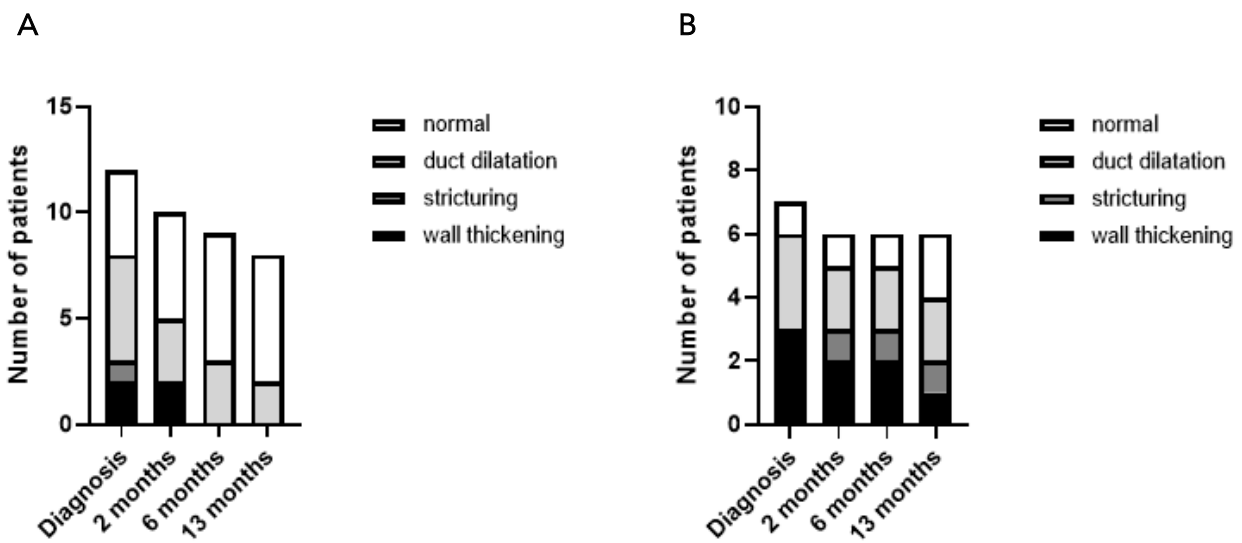 A
B
Number of patients
15
10
5
0
Diagnosis
2 months
6 months
13 months
normal
duct dilatation
stricturing
wall thickening
Number of patients
10
8
6
4
2
0
Diagnosis
2 months
6 months
13 months
normal
duct dilatation
stricturing
wall thickening